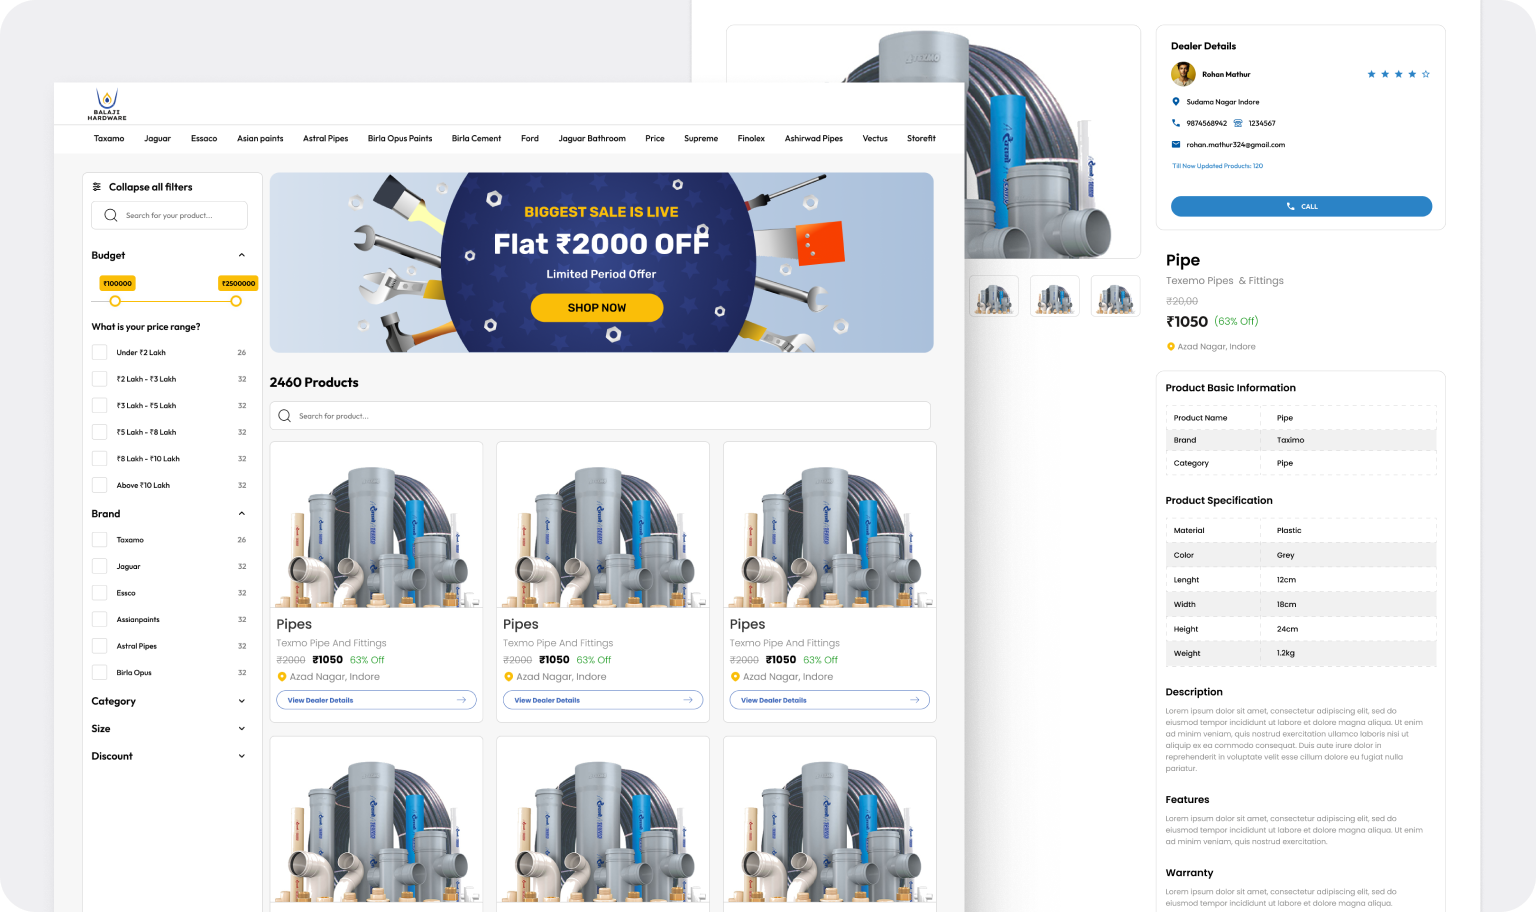 BALAJI
HARDWARE
Taxamo Jaguar Essaco Asian paints Astral Pipes Birla Opus Paints Birla Cement Ford Jaguar Bathroom Price Supreme Finolex Ashirwad Pipes Vectus Storefit
Collapse all filters
Search for your product...
Budget
₹100000 ₹2500000
What is your price range?
Under ₹2 Lakh 26
₹2 Lakh - ₹3 Lakh 32
₹3 Lakh - ₹5 Lakh 32
₹5 Lakh - ₹8 Lakh 32
₹8 Lakh - ₹10 Lakh 32
Above ₹10 Lakh 32
Brand
Taxamo 26
Jaguar 32
Essco 32
Assianpaints 32
Astral Pipes 32
Birla Opus 32
Category
Size
Discount
BIGGEST SALE IS LIVE
Flat ₹2000 OFF
Limited Period Offer
SHOP NOW
2460 Products
Search for product...
Pipes
Texmo Pipe And Fittings
₹2000 ₹1050 63% Off
Azad Nagar, Indore
View Dealer Details
Pipes
Texmo Pipe And Fittings
₹2000 ₹1050 63% Off
Azad Nagar, Indore
View Dealer Details
Pipes
Texmo Pipe And Fittings
₹2000 ₹1050 63% Off
Azad Nagar, Indore
View Dealer Details
Dealer Details
Rohan Mathur
Sudama Nagar Indore
9874568942 1234567
rohan.mathur324@gmail.com
Till Now Updated Products: 120
CALL
Pipe
Texemo Pipes & Fittings
₹20,00
₹1050 (63% Off)
Azad Nagar, Indore
Product Basic Information
Product Name Pipe
Brand Taximo
Category Pipe
Product Specification
Material Plastic
Color Grey
Lenght 12cm
Width 18cm
Height 24cm
Weight 1.2kg
Description
Lorem ipsum dolor sit amet, consectetur adipiscing elit, sed do
eiusmod tempor incididunt ut labore et dolore magna aliqua. Ut enim
ad minim veniam, quis nostrud exercitation ullamco laboris nisi ut
aliquip ex ea commodo consequat. Duis aute irure dolor in
reprehenderit in voluptate velit esse cillum dolore eu fugiat nulla
pariatur.
Features
Lorem ipsum dolor sit amet, consectetur adipiscing elit, sed do
eiusmod tempor incididunt ut labore et dolore magna aliqua. Ut enim
ad minim veniam, quis nostrud exercitation.
Warranty
Lorem ipsum dolor sit amet, consectetur adipiscing elit, sed do
eiusmod tempor incididunt ut labore et dolore magna aliqua. Ut enim